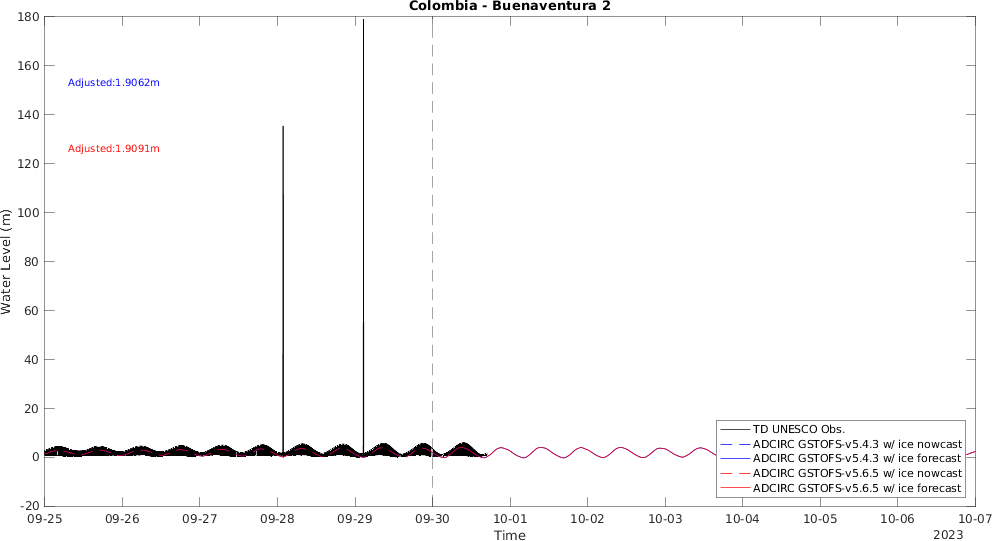 Colombia - Buenaventura 2
180
160
140
120
100
80
60
40
20
0
-20
Water Level (m)
Adjusted:1.9062m
Adjusted:1.9091m
TD UNESCO Obs.
ADCIRC GSTOFS-v5.4.3 w/ ice nowcast
ADCIRC GSTOFS-v5.4.3 w/ ice forecast
ADCIRC GSTOFS-v5.6.5 w/ ice nowcast
ADCIRC GSTOFS-v5.6.5 w/ ice forecast
09-25 09-26 09-27 09-28 09-29 09-30 10-01 10-02 10-03 10-04 10-05 10-06 10-07
Time
2023